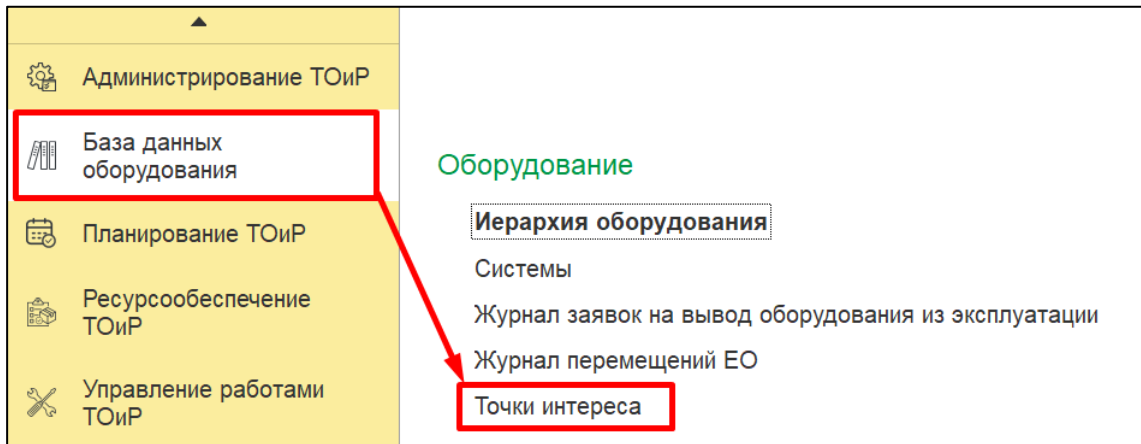 Администрирование ТОиР
База данных
оборудования
Планирование ТОиР
Ресурсообеспечение
ТОиР
Управление работами
ТОиР
Оборудование
Иерархия оборудования
Системы
Журнал заявок на вывод оборудования из эксплуатации
Журнал перемещений ЕО
Точки интереса